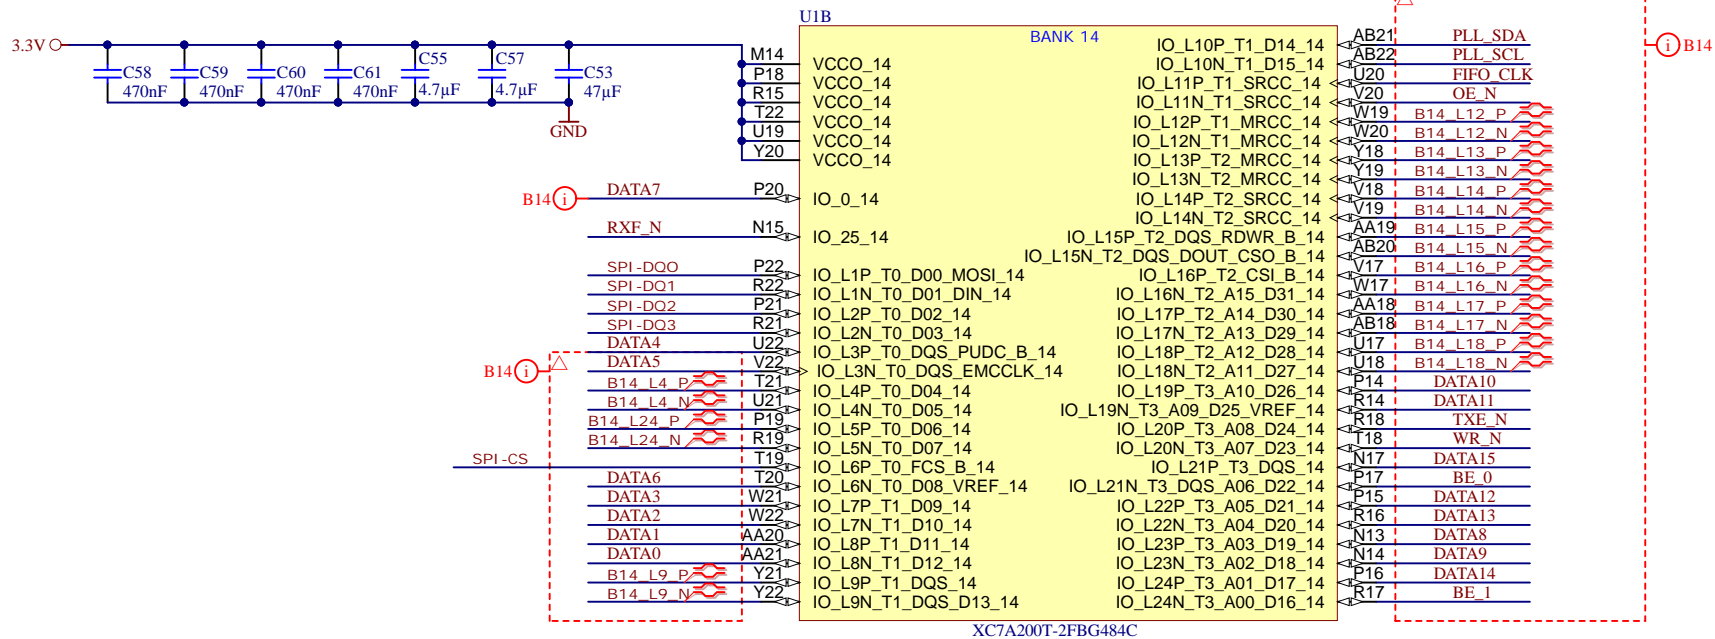 U1B
BANK 14
3.3V
C58 470nF
C59 470nF
C60 470nF
C61 470nF
C55 4.7µF
C57 4.7µF
C53 47µF
GND
M14 VCCO_14
P18 VCCO_14
R15 VCCO_14
T22 VCCO_14
U19 VCCO_14
Y20 VCCO_14
B14 i DATA7 P20 IO_0_14
RXF_N N15 IO_25_14
SPI-DQ0 P22 IO_L1P_T0_D00_MOSI_14
SPI-DQ1 R22 IO_L1N_T0_D01_DIN_14
SPI-DQ2 P21 IO_L2P_T0_D02_14
SPI-DQ3 R21 IO_L2N_T0_D03_14
DATA4 U22 IO_L3P_T0_DQS_PUDC_B_14
B14 i DATA5 V22 IO_L3N_T0_DQS_EMCCLK_14
B14_L4_P T21 IO_L4P_T0_D04_14
B14_L4_N U21 IO_L4N_T0_D05_14
B14_L24_P P19 IO_L5P_T0_D06_14
B14_L24_N R19 IO_L5N_T0_D07_14
SPI-CS T19 IO_L6P_T0_FCS_B_14
DATA6 T20 IO_L6N_T0_D08_VREF_14
DATA3 W21 IO_L7P_T1_D09_14
DATA2 W22 IO_L7N_T1_D10_14
DATA1 AA20 IO_L8P_T1_D11_14
DATA0 AA21 IO_L8N_T1_D12_14
B14_L9_P Y21 IO_L9P_T1_DQS_14
B14_L9_N Y22 IO_L9N_T1_DQS_D13_14
IO_L10P_T1_D14_14 AB21 PLL_SDA
i B14
IO_L10N_T1_D15_14 AB22 PLL_SCL
IO_L11P_T1_SRCC_14 U20 FIFO_CLK
IO_L11N_T1_SRCC_14 V20 OE_N
IO_L12P_T1_MRCC_14 W19 B14_L12_P
IO_L12N_T1_MRCC_14 W20 B14_L12_N
IO_L13P_T2_MRCC_14 Y18 B14_L13_P
IO_L13N_T2_MRCC_14 Y19 B14_L13_N
IO_L14P_T2_SRCC_14 V18 B14_L14_P
IO_L14N_T2_SRCC_14 V19 B14_L14_N
IO_L15P_T2_DQS_RDWR_B_14 AA19 B14_L15_P
IO_L15N_T2_DQS_DOUT_CSO_B_14 AB20 B14_L15_N
IO_L16P_T2_CSI_B_14 V17 B14_L16_P
IO_L16N_T2_A15_D31_14 W17 B14_L16_N
IO_L17P_T2_A14_D30_14 AA18 B14_L17_P
IO_L17N_T2_A13_D29_14 AB18 B14_L17_N
IO_L18P_T2_A12_D28_14 U17 B14_L18_P
IO_L18N_T2_A11_D27_14 U18 B14_L18_N
IO_L19P_T3_A10_D26_14 P14 DATA10
IO_L19N_T3_A09_D25_VREF_14 R14 DATA11
IO_L20P_T3_A08_D24_14 R18 TXE_N
IO_L20N_T3_A07_D23_14 T18 WR_N
IO_L21P_T3_DQS_14 N17 DATA15
IO_L21N_T3_DQS_A06_D22_14 P17 BE_0
IO_L22P_T3_A05_D21_14 P15 DATA12
IO_L22N_T3_A04_D20_14 R16 DATA13
IO_L23P_T3_A03_D19_14 N13 DATA8
IO_L23N_T3_A02_D18_14 N14 DATA9
IO_L24P_T3_A01_D17_14 P16 DATA14
IO_L24N_T3_A00_D16_14 R17 BE_1
XC7A200T-2FBG484C